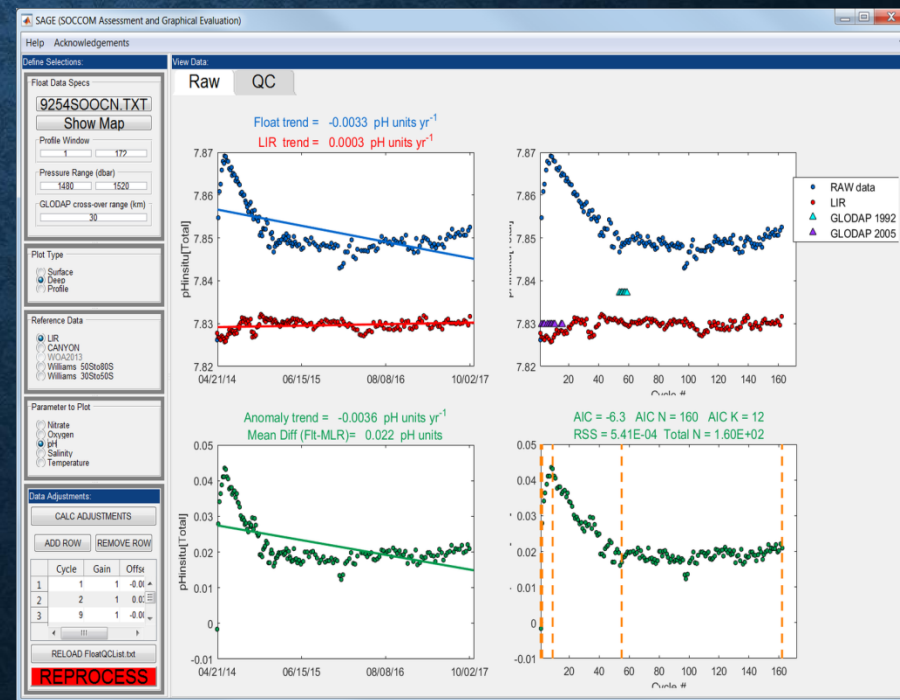 SAGE (SOCCOM Assessment and Graphical Evaluation)
Help Acknowledgements
Define Selections:
Float Data Specs
9254SOOCN.TXT
Show Map
Profile Window
1 172
Pressure Range (dbar)
1480 1520
GLODAP cross-over range (km)
30
Plot Type
Surface
Deep
Profile
Reference Data
LIR
CANYON
WOA2013
Williams 50Sto80S
Williams 30Sto50S
Parameter to Plot
Nitrate
Oxygen
pH
Salinity
Temperature
Data Adjustments:
CALC ADJUSTMENTS
ADD ROW REMOVE ROW
Cycle Gain Offse
1 1 1 -0.00
2 2 1 0.03
3 9 1 -0.00
RELOAD FloatQCList.txt
REPROCESS
View Data:
Raw QC
Float trend = -0.0033 pH units yr-1
LIR trend = 0.0003 pH units yr-1
7.87
7.86
7.85
7.84
7.83
7.82
pHinsitu[Total]
04/21/14 06/15/15 08/08/16 10/02/17
7.87
7.86
7.85
7.84
7.83
7.82
20 40 60 80 100 120 140 160
Cycle #
RAW data
LIR
GLODAP 1992
GLODAP 2005
Anomaly trend = -0.0036 pH units yr-1
Mean Diff (Flt-MLR)= 0.022 pH units
0.05
0.04
0.03
0.02
0.01
0
-0.01
pHinsitu[Total]
04/21/14 06/15/15 08/08/16 10/02/17
AIC = -6.3 AIC N = 160 AIC K = 12
RSS = 5.41E-04 Total N = 1.60E+02
0.05
0.04
0.03
0.02
0.01
0
-0.01
20 40 60 80 100 120 140 160
Cycle #